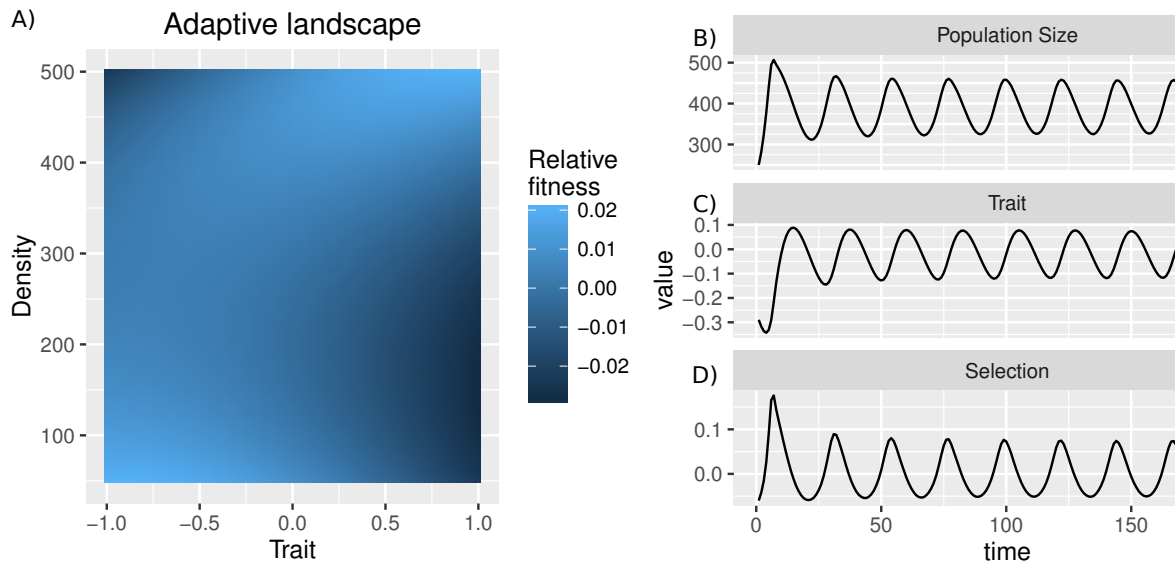 A)
Adaptive landscape
500
400
300
200
100
Density
−1.0
−0.5
0.0
0.5
1.0
Trait
Relative
fitness
0.02
0.01
0.00
−0.01
−0.02
B)
Population Size
500
400
300
C)
Trait
0.1
0.0
−0.1
−0.2
−0.3
value
D)
Selection
0.1
0.0
0
50
100
150
time